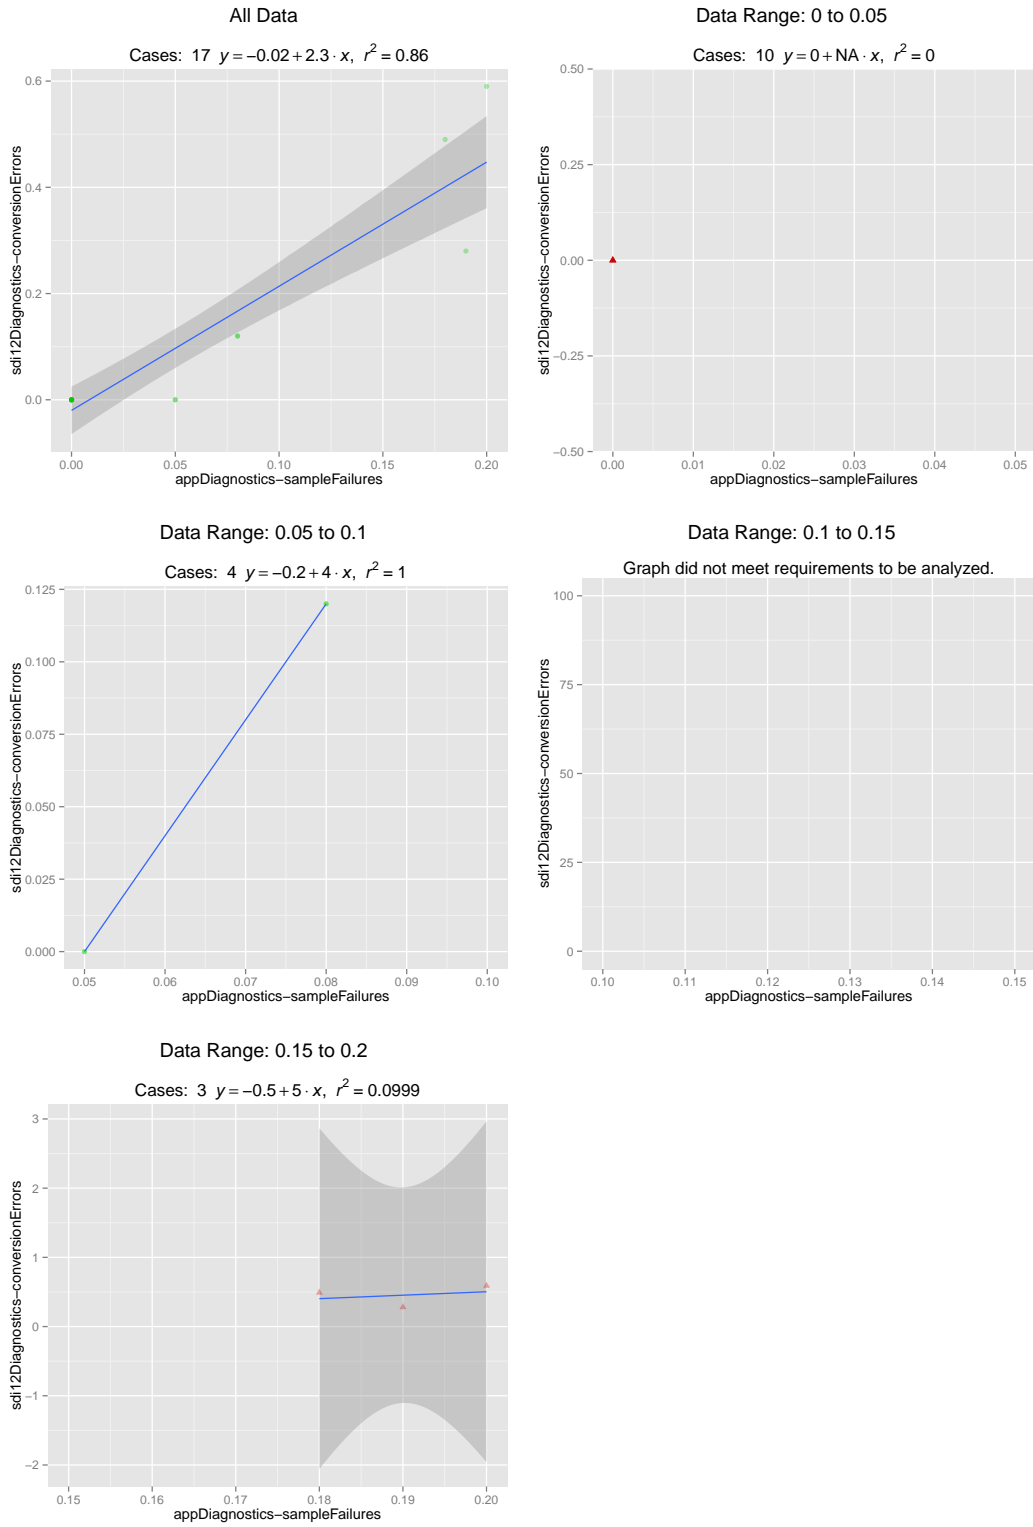 All Data
Cases: 17 y = −0.02 + 2.3 · x, r² = 0.86
0.6
0.4
0.2
0.0
sdi12Diagnostics−conversionErrors
0.00 0.05 0.10 0.15 0.20
appDiagnostics−sampleFailures
Data Range: 0 to 0.05
Cases: 10 y = 0 + NA · x, r² = 0
0.50
0.25
0.00
−0.25
−0.50
sdi12Diagnostics−conversionErrors
0.00 0.01 0.02 0.03 0.04 0.05
appDiagnostics−sampleFailures
Data Range: 0.05 to 0.1
Cases: 4 y = −0.2 + 4 · x, r² = 1
0.125
0.100
0.075
0.050
0.025
0.000
sdi12Diagnostics−conversionErrors
0.05 0.06 0.07 0.08 0.09 0.10
appDiagnostics−sampleFailures
Data Range: 0.1 to 0.15
Graph did not meet requirements to be analyzed.
100
75
50
25
0
sdi12Diagnostics−conversionErrors
0.10 0.11 0.12 0.13 0.14 0.15
appDiagnostics−sampleFailures
Data Range: 0.15 to 0.2
Cases: 3 y = −0.5 + 5 · x, r² = 0.0999
3
2
1
0
−1
−2
sdi12Diagnostics−conversionErrors
0.15 0.16 0.17 0.18 0.19 0.20
appDiagnostics−sampleFailures